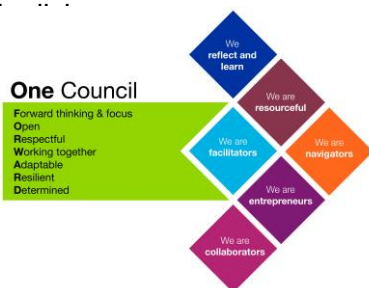 One Council
Forward thinking & focus
Open
Respectful
Working together
Adaptable
Resilient
Determined
We
reflect and
learn
We are
resourceful
We are
facilitators
We are
navigators
We are
entrepreneurs
We are
collaborators